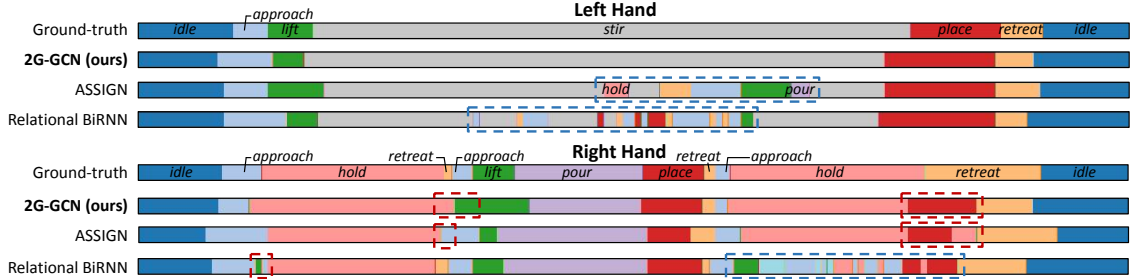 Left Hand
approach
Ground-truth idle lift stir place retreat idle
2G-GCN (ours)
ASSIGN hold pour
Relational BiRNN
Right Hand
approach retreat approach retreat approach
Ground-truth idle hold lift pour place hold retreat idle
2G-GCN (ours)
ASSIGN
Relational BiRNN